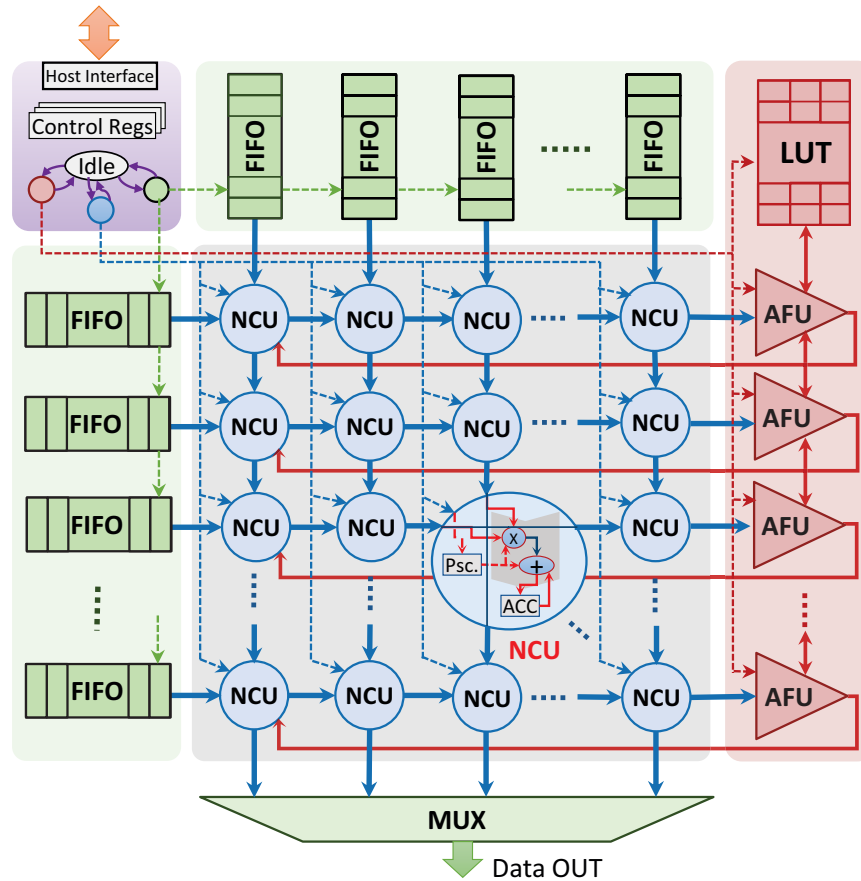 Host Interface
Control Regs
Idle
FIFO
FIFO
FIFO
FIFO
LUT
FIFO
NCU
NCU
NCU
NCU
AFU
FIFO
NCU
NCU
NCU
NCU
AFU
FIFO
NCU
NCU
x
Psc.
+
ACC
NCU
NCU
AFU
FIFO
NCU
NCU
NCU
NCU
AFU
MUX
Data OUT